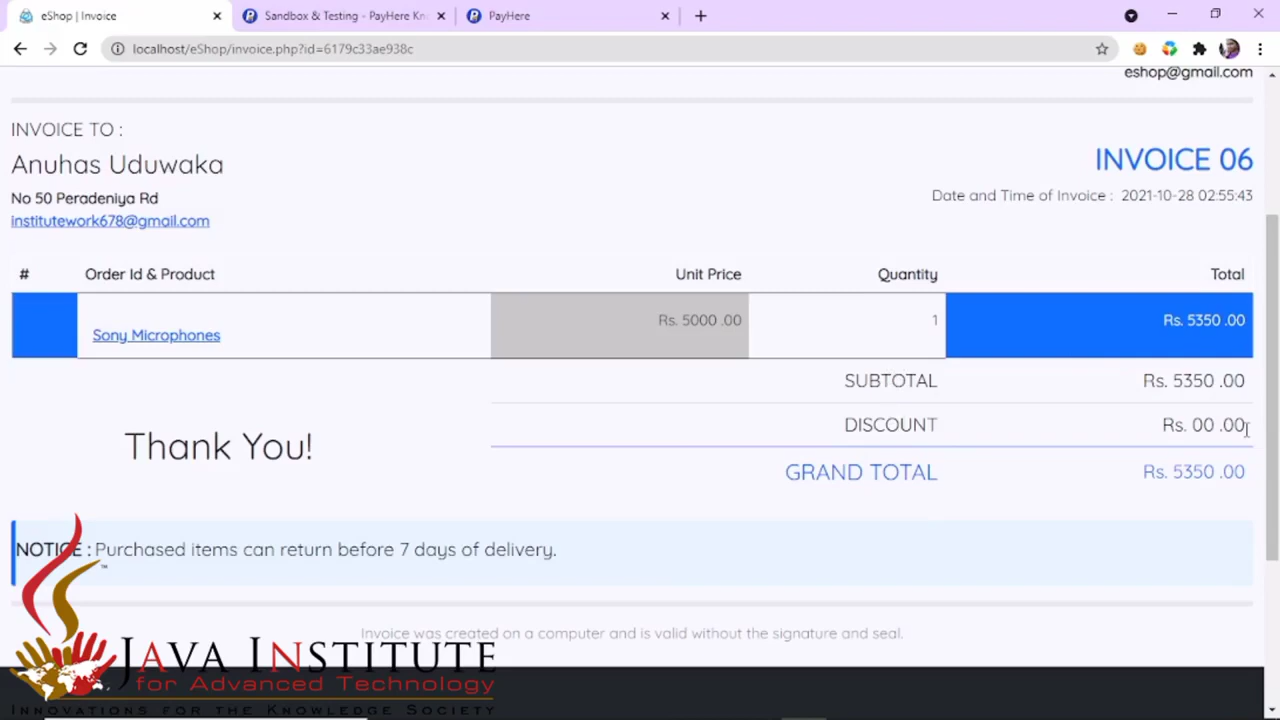 eShop | Invoice
Sandbox & Testing - PayHere Kn
PayHere
localhost/eShop/invoice.php?id=6179c33ae938c
eshop@gmail.com
INVOICE TO :
Anuhas Uduwaka
INVOICE 06
No 50 Peradeniya Rd
Date and Time of Invoice : 2021-10-28 02:55:43
institutework678@gmail.com
# Order Id & Product Unit Price Quantity Total
Sony Microphones Rs. 5000 .00 1 Rs. 5350 .00
SUBTOTAL Rs. 5350 .00
DISCOUNT Rs. 00 .00
Thank You!
GRAND TOTAL Rs. 5350 .00
NOTICE : Purchased items can return before 7 days of delivery.
™
Invoice was created on a computer and is valid without the signature and seal.
JAVA INSTITUTE
for Advanced Technology
INNOVATIONS FOR THE KNOWLEDGE SOCIETY